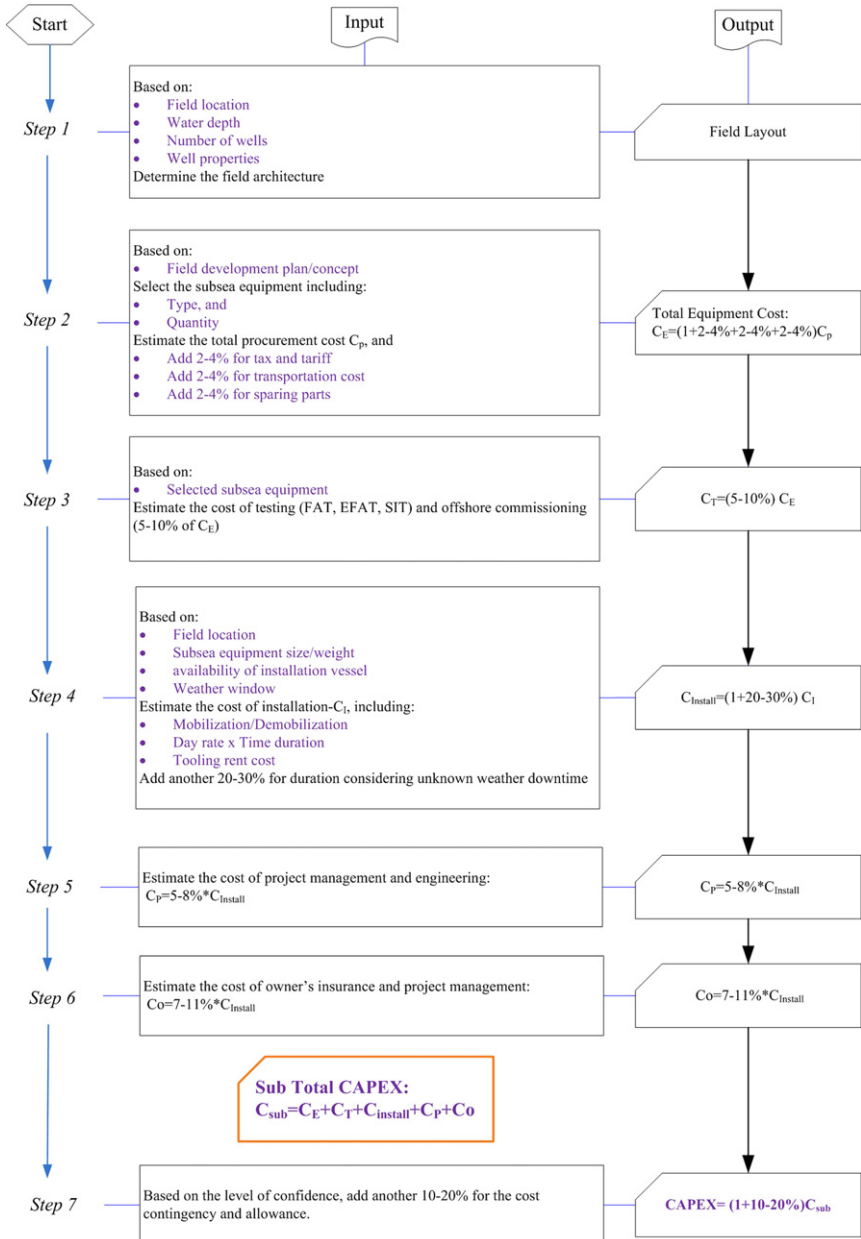 Start
Input
Output
Step 1
Based on:
• Field location
• Water depth
• Number of wells
• Well properties
Determine the field architecture
Field Layout
Step 2
Based on:
• Field development plan/concept
Select the subsea equipment including:
• Type, and
• Quantity
Estimate the total procurement cost Cp, and
• Add 2-4% for tax and tariff
• Add 2-4% for transportation cost
• Add 2-4% for sparing parts
Total Equipment Cost:
CE=(1+2-4%+2-4%+2-4%)Cp
Step 3
Based on:
• Selected subsea equipment
Estimate the cost of testing (FAT, EFAT, SIT) and offshore commissioning
(5-10% of CE)
CT=(5-10%) CE
Step 4
Based on:
• Field location
• Subsea equipment size/weight
• availability of installation vessel
• Weather window
Estimate the cost of installation-CI, including:
• Mobilization/Demobilization
• Day rate x Time duration
• Tooling rent cost
Add another 20-30% for duration considering unknown weather downtime
CInstall=(1+20-30%) CI
Step 5
Estimate the cost of project management and engineering:
CP=5-8%*CInstall
CP=5-8%*CInstall
Step 6
Estimate the cost of owner's insurance and project management:
Co=7-11%*CInstall
Co=7-11%*CInstall
Sub Total CAPEX:
Csub=CE+CT+Cinstall+CP+Co
Step 7
Based on the level of confidence, add another 10-20% for the cost
contingency and allowance.
CAPEX= (1+10-20%)Csub